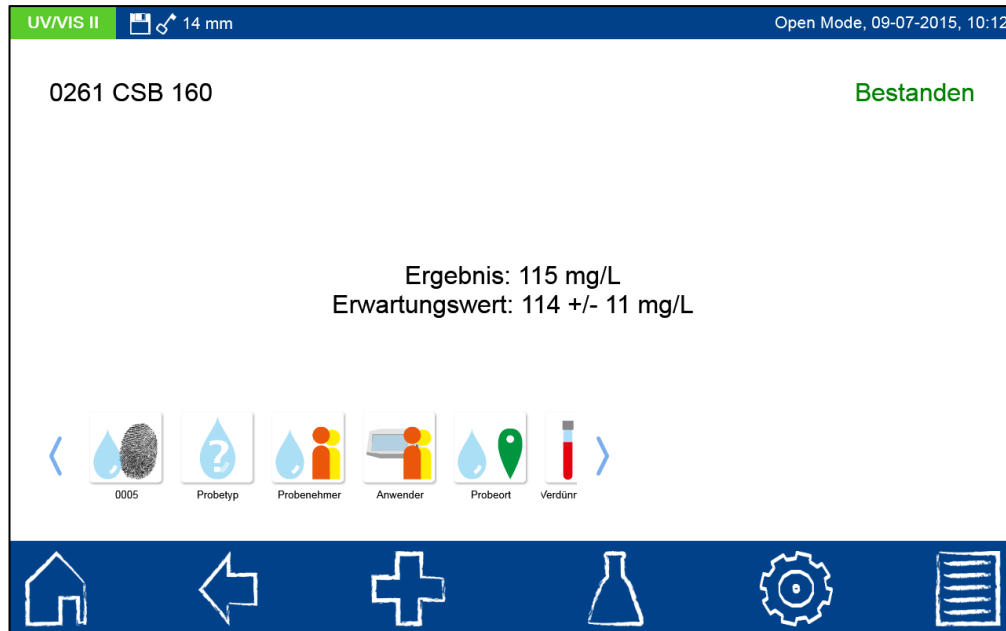 UV/VIS II 14 mm Open Mode, 09-07-2015, 10:12
0261 CSB 160 Bestanden
Ergebnis: 115 mg/L
Erwartungswert: 114 +/- 11 mg/L
0005 Probetyp Probenehmer Anwender Probeort Verdünr